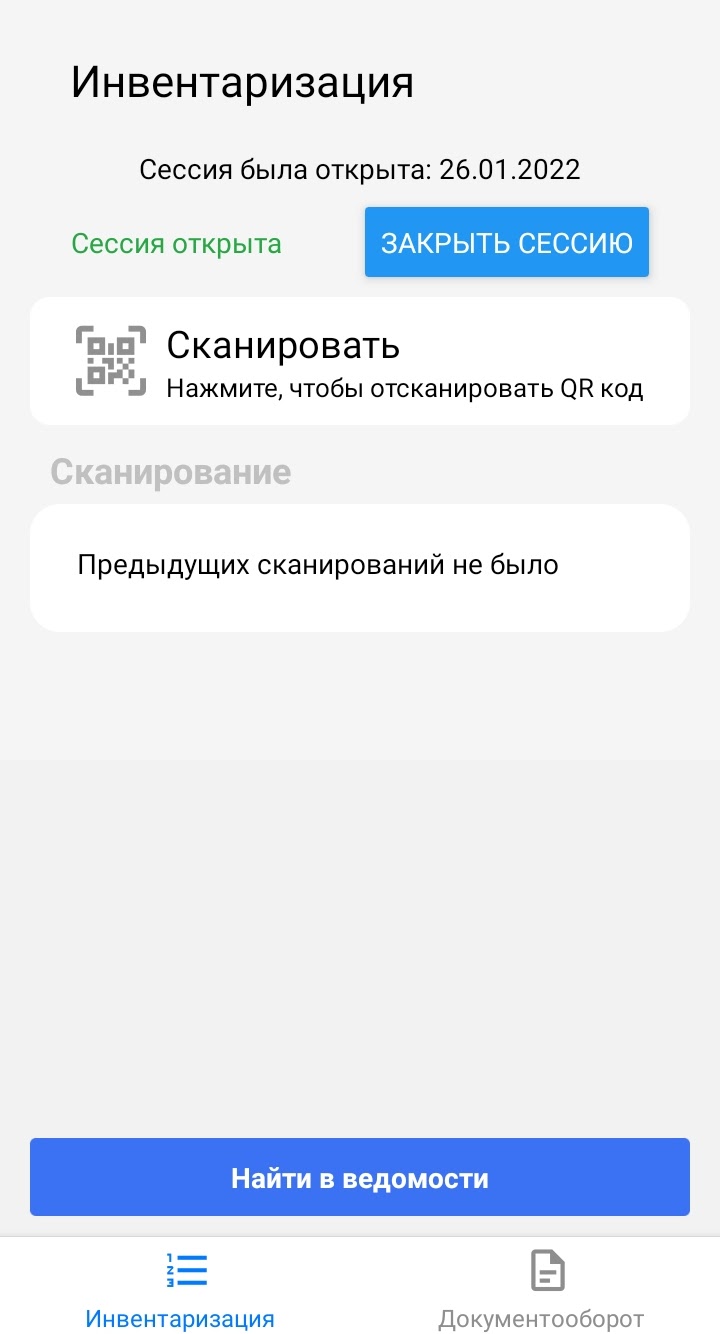 Инвентаризация
Сессия была открыта: 26.01.2022
Сессия открыта
ЗАКРЫТЬ СЕССИЮ
Сканировать
Нажмите, чтобы отсканировать QR код
Сканирование
Предыдущих сканирований не было
Найти в ведомости
Инвентаризация
Документооборот